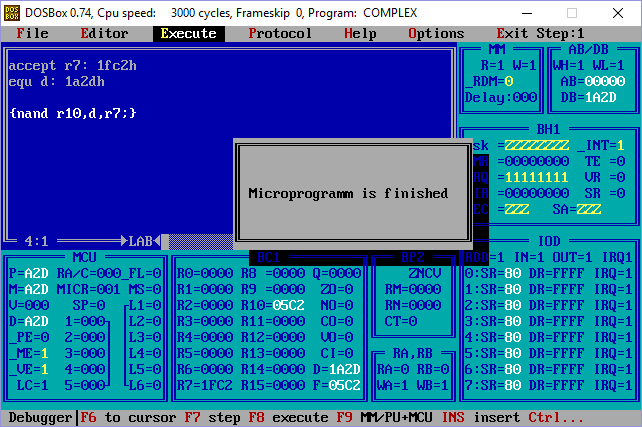 DOSBox 0.74, Cpu speed: 3000 cycles, Frameskip 0, Program: COMPLEX
File Editor Execute Protocol Help Options Exit Step:1
accept r7: 1fc2h
equ d: 1a2dh
{nand r10,d,r7;}
4:1 LAB
Microprogramm is finished
MM
R=1 W=1
_RDM=0
Delay:000
AB/DB
WH=1 WL=1
AB=00000
DB=1A2D
BH1
sk =ZZZZZZZZ _INT=1
=00000000 TE =0
=11111111 VR =0
=00000000 SR =0
=ZZZ SA=ZZZ
MCU
P=A2D RA/C=000 _FL=0
M=A2D MICR=001 MS=0
V=000 SP=0 L1=0
D=A2D 1=000 L2=0
_PE=0 2=000 L3=0
_ME=1 3=000 L4=0
_VE=1 4=000 L5=0
LC=1 5=000 L6=0
BC1
R0=0000 R8 =0000 Q=0000
R1=0000 R9 =0000 ZO=0
R2=0000 R10=05C2 NO=0
R3=0000 R11=0000 CO=0
R4=0000 R12=0000 VO=0
R5=0000 R13=0000 CI=0
R6=0000 R14=0000 D=1A2D
R7=1FC2 R15=0000 F=05C2
BP2
ZNCV
RM=0000
RN=0000
CT=0
RA,RB
RA=0 RB=0
WA=1 WB=1
IOD
RDD=1 IN=1 OUT=1 IRQ1
0:SR=80 DR=FFFF IRQ=1
1:SR=80 DR=FFFF IRQ=1
2:SR=80 DR=FFFF IRQ=1
3:SR=80 DR=FFFF IRQ=1
4:SR=80 DR=FFFF IRQ=1
5:SR=80 DR=FFFF IRQ=1
6:SR=80 DR=FFFF IRQ=1
7:SR=80 DR=FFFF IRQ=1
Debugger F6 to cursor F7 step F8 execute F9 MM/PU+MCU INS insert Ctrl...